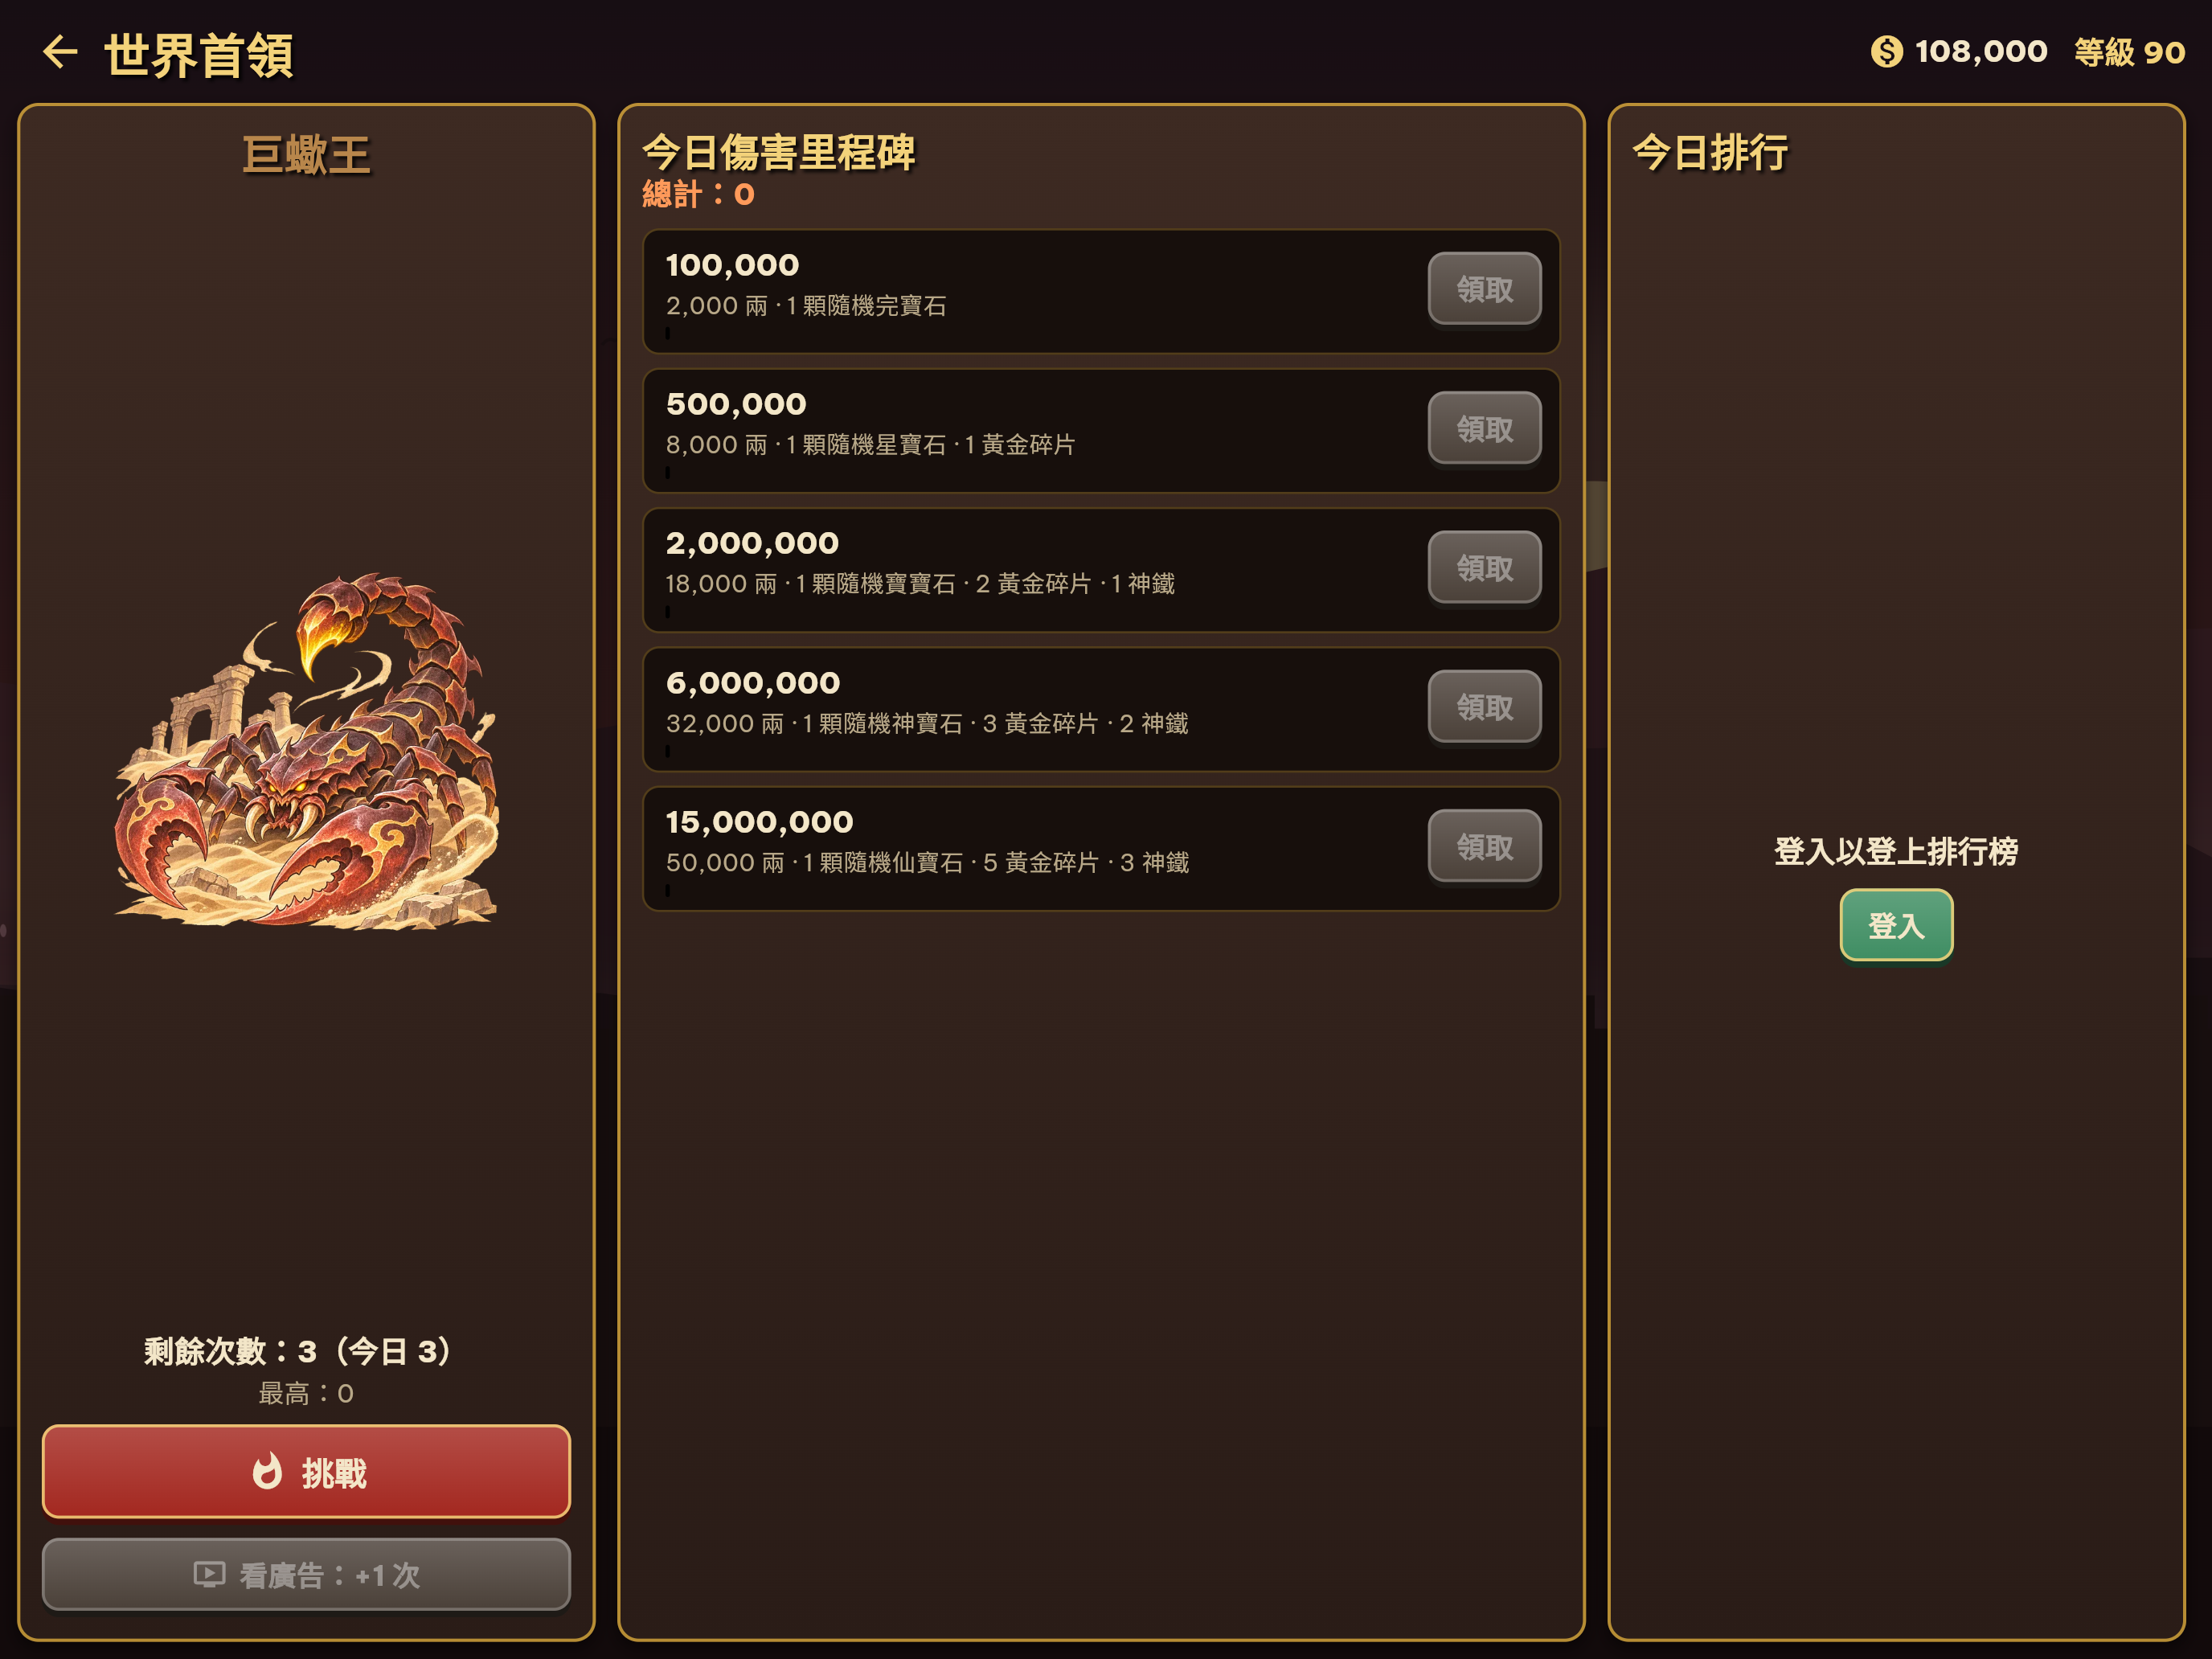 世界首領
108,000 等級 90
巨蠍王
剩餘次數：3（今日 3）
最高：0
挑戰
看廣告：+1 次
今日傷害里程碑
總計：0
100,000
2,000 兩 · 1 顆隨機完寶石
領取
500,000
8,000 兩 · 1 顆隨機星寶石 · 1 黃金碎片
領取
2,000,000
18,000 兩 · 1 顆隨機寶寶石 · 2 黃金碎片 · 1 神鐵
領取
6,000,000
32,000 兩 · 1 顆隨機神寶石 · 3 黃金碎片 · 2 神鐵
領取
15,000,000
50,000 兩 · 1 顆隨機仙寶石 · 5 黃金碎片 · 3 神鐵
領取
今日排行
登入以登上排行榜
登入